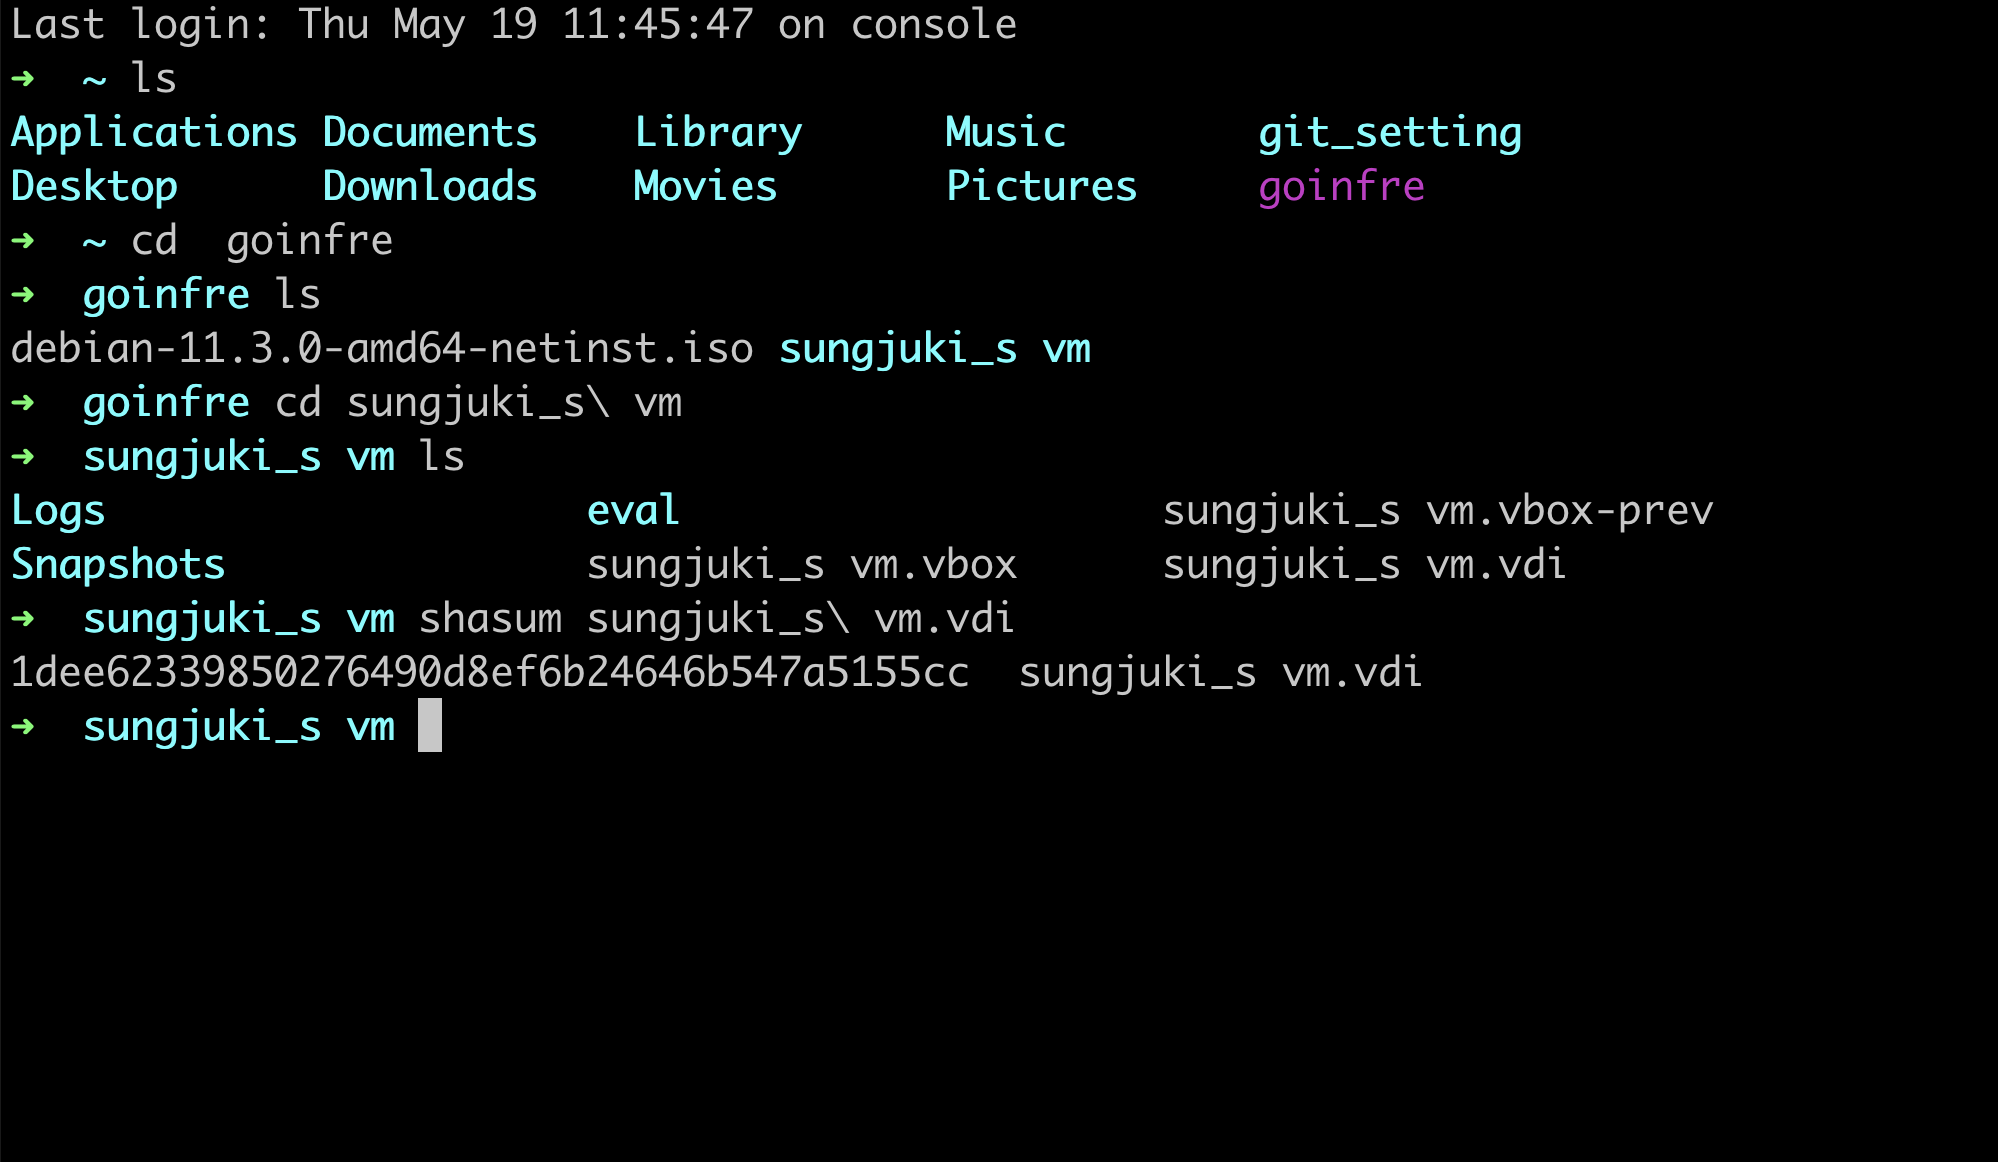 Last login: Thu May 19 11:45:47 on console
➜  ~ ls
Applications Documents    Library      Music        git_setting
Desktop      Downloads    Movies       Pictures     goinfre
➜  ~ cd  goinfre
➜  goinfre ls
debian-11.3.0-amd64-netinst.iso sungjuki_s vm
➜  goinfre cd sungjuki_s\ vm
➜  sungjuki_s vm ls
Logs                    eval                    sungjuki_s vm.vbox-prev
Snapshots               sungjuki_s vm.vbox      sungjuki_s vm.vdi
➜  sungjuki_s vm shasum sungjuki_s\ vm.vdi
1dee62339850276490d8ef6b24646b547a5155cc  sungjuki_s vm.vdi
➜  sungjuki_s vm